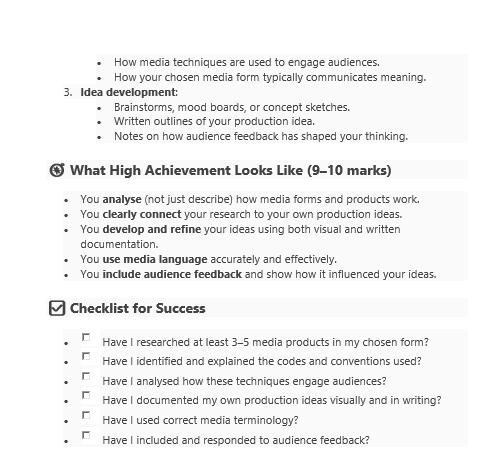 • How media techniques are used to engage audiences.
• How your chosen media form typically communicates meaning.
3. Idea development:
• Brainstorms, mood boards, or concept sketches.
• Written outlines of your production idea.
• Notes on how audience feedback has shaped your thinking.
What High Achievement Looks Like (9–10 marks)
• You analyse (not just describe) how media forms and products work.
• You clearly connect your research to your own production ideas.
• You develop and refine your ideas using both visual and written
documentation.
• You use media language accurately and effectively.
• You include audience feedback and show how it influenced your ideas.
Checklist for Success
• Have I researched at least 3–5 media products in my chosen form?
• Have I identified and explained the codes and conventions used?
• Have I analysed how these techniques engage audiences?
• Have I documented my own production ideas visually and in writing?
• Have I used correct media terminology?
• Have I included and responded to audience feedback?